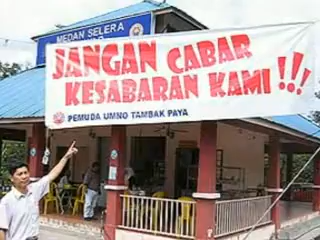 MEDAN SELERA
JANGAN CABAR
KESABARAN KAMI!!!
PEMUDA UMNO TAMBAK PAYA